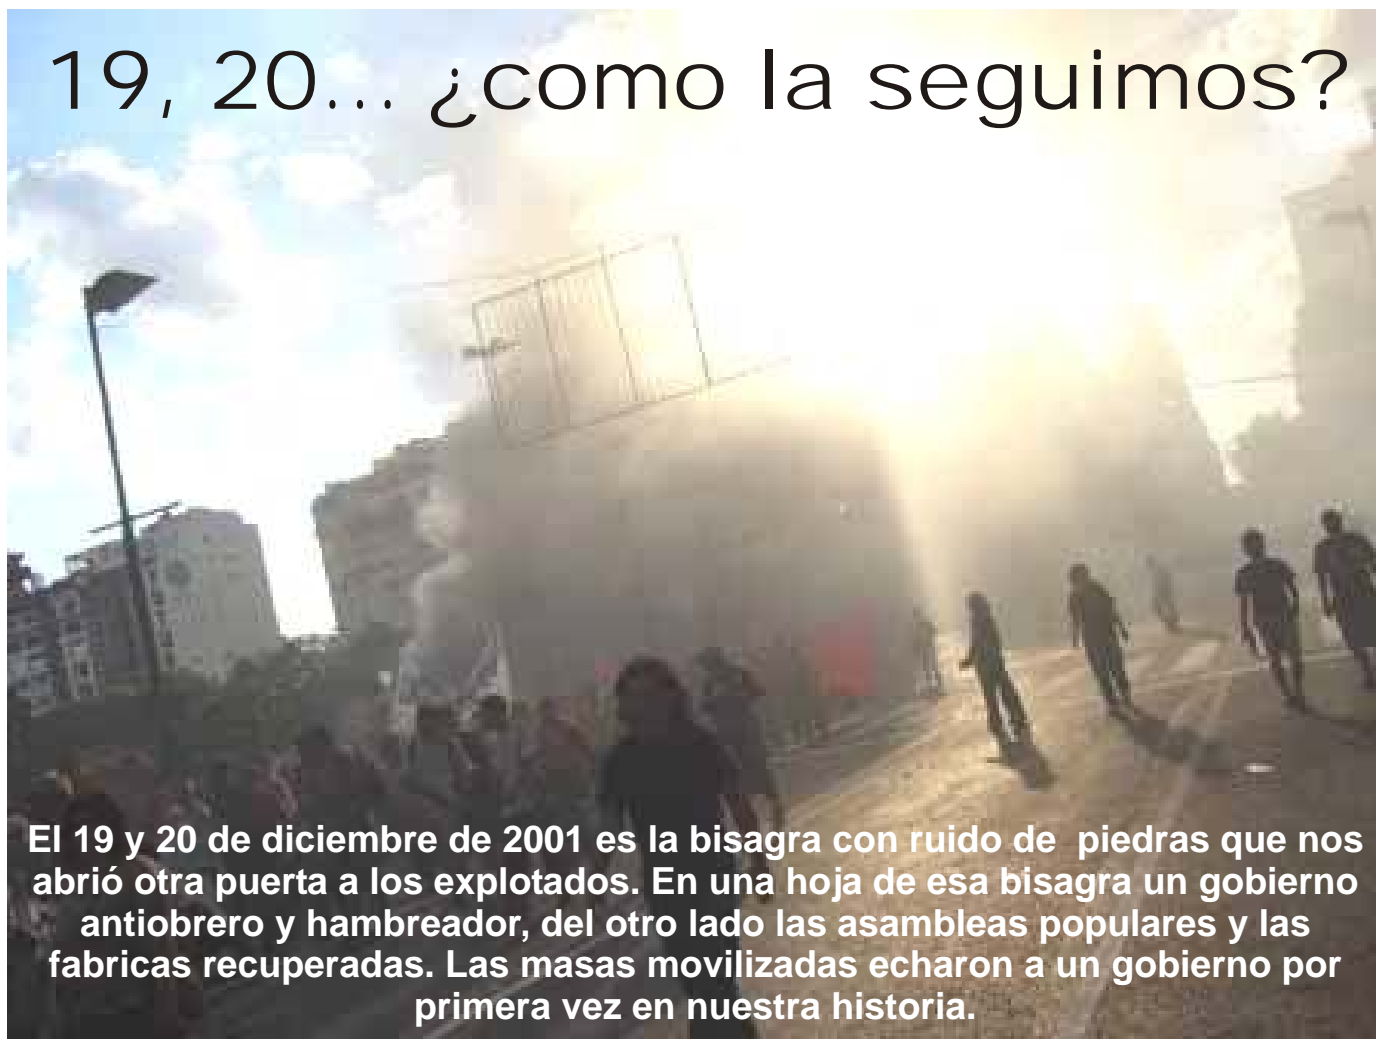 19, 20... ¿como la seguimos?
El 19 y 20 de diciembre de 2001 es la bisagra con ruido de  piedras que nos
abrió otra puerta a los explotados. En una hoja de esa bisagra un gobierno
antiobrero y hambreador, del otro lado las asambleas populares y las
fabricas recuperadas. Las masas movilizadas echaron a un gobierno por
primera vez en nuestra historia.